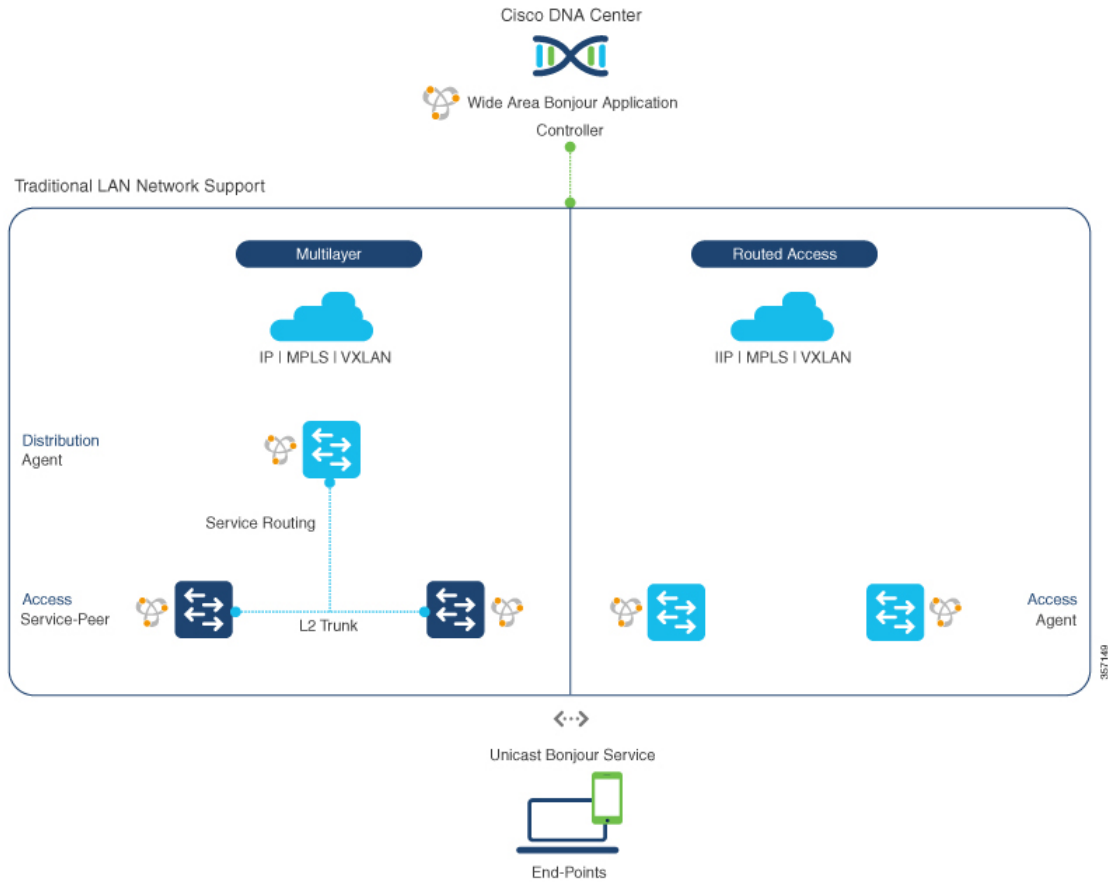 Cisco DNA Center
Wide Area Bonjour Application
Controller
Traditional LAN Network Support
Multilayer
Routed Access
IP | MPLS | VXLAN
IIP | MPLS | VXLAN
Distribution
Agent
Service Routing
Access
Service-Peer
L2 Trunk
Access
Agent
357149
Unicast Bonjour Service
End-Points